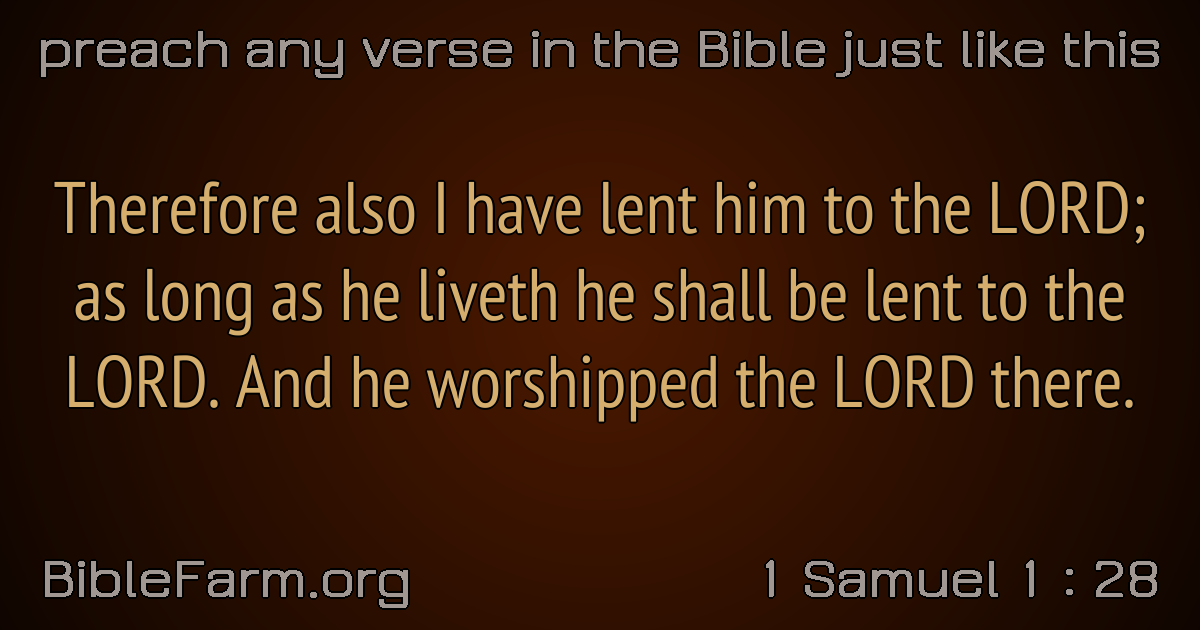 preach any verse in the Bible just like this
Therefore also I have lent him to the LORD;
as long as he liveth he shall be lent to the
LORD. And he worshipped the LORD there.
BibleFarm.org
1 Samuel 1 : 28